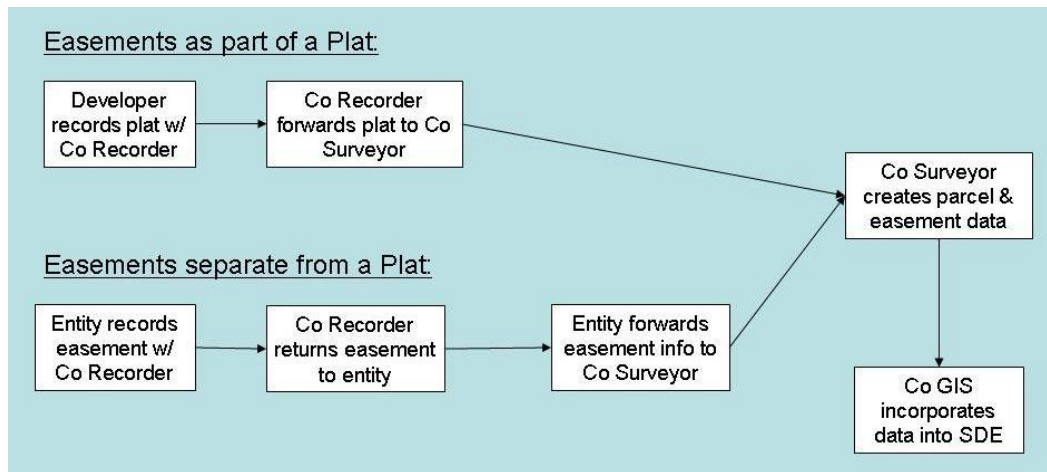 Easements as part of a Plat:
Developer
records plat w/
Co Recorder
Co Recorder
forwards plat to Co
Surveyor
Co Surveyor
creates parcel &
easement data
Easements separate from a Plat:
Entity records
easement w/
Co Recorder
Co Recorder
returns easement
to entity
Entity forwards
easement info to
Co Surveyor
Co GIS
incorporates
data into SDE